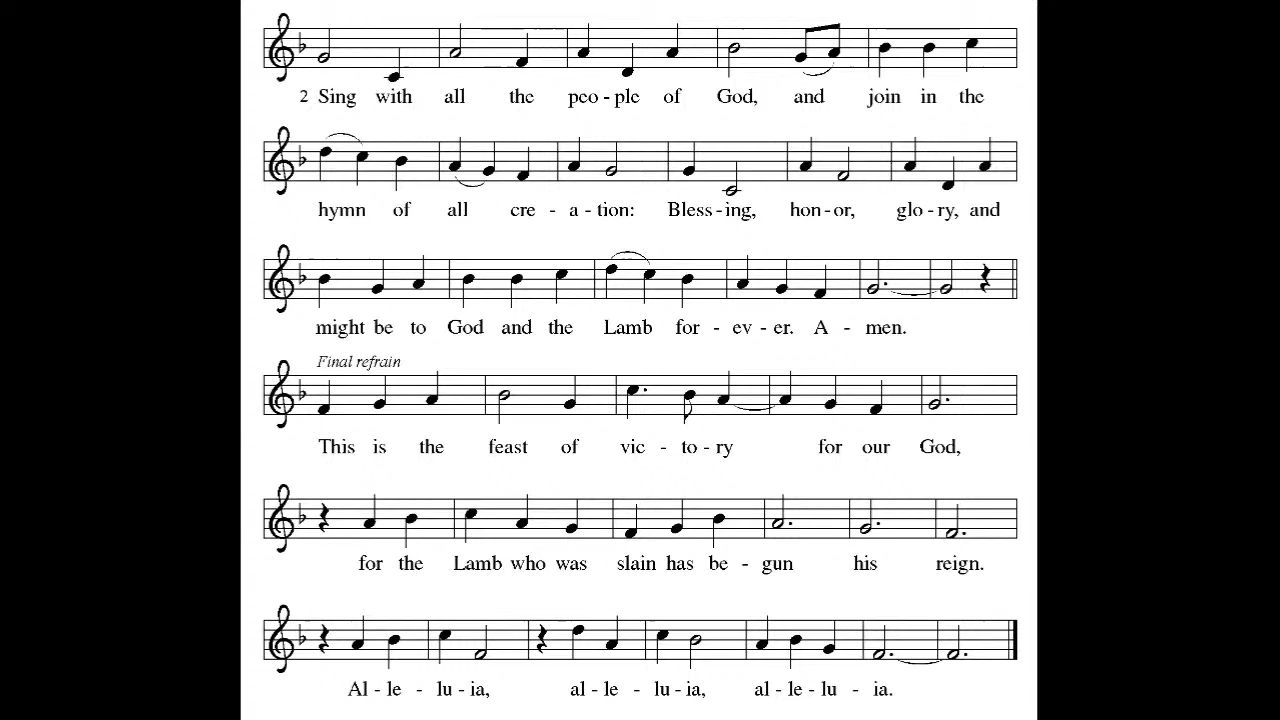 2 Sing with all the peo - ple of God, and join in the
hymn of all cre - a - tion: Bless - ing, hon - or, glo - ry, and
might be to God and the Lamb for - ev - er. A - men.
Final refrain
This is the feast of vic - to - ry for our God,
for the Lamb who was slain has be - gun his reign.
Al - le - lu - ia, al - le - lu - ia, al - le - lu - ia.